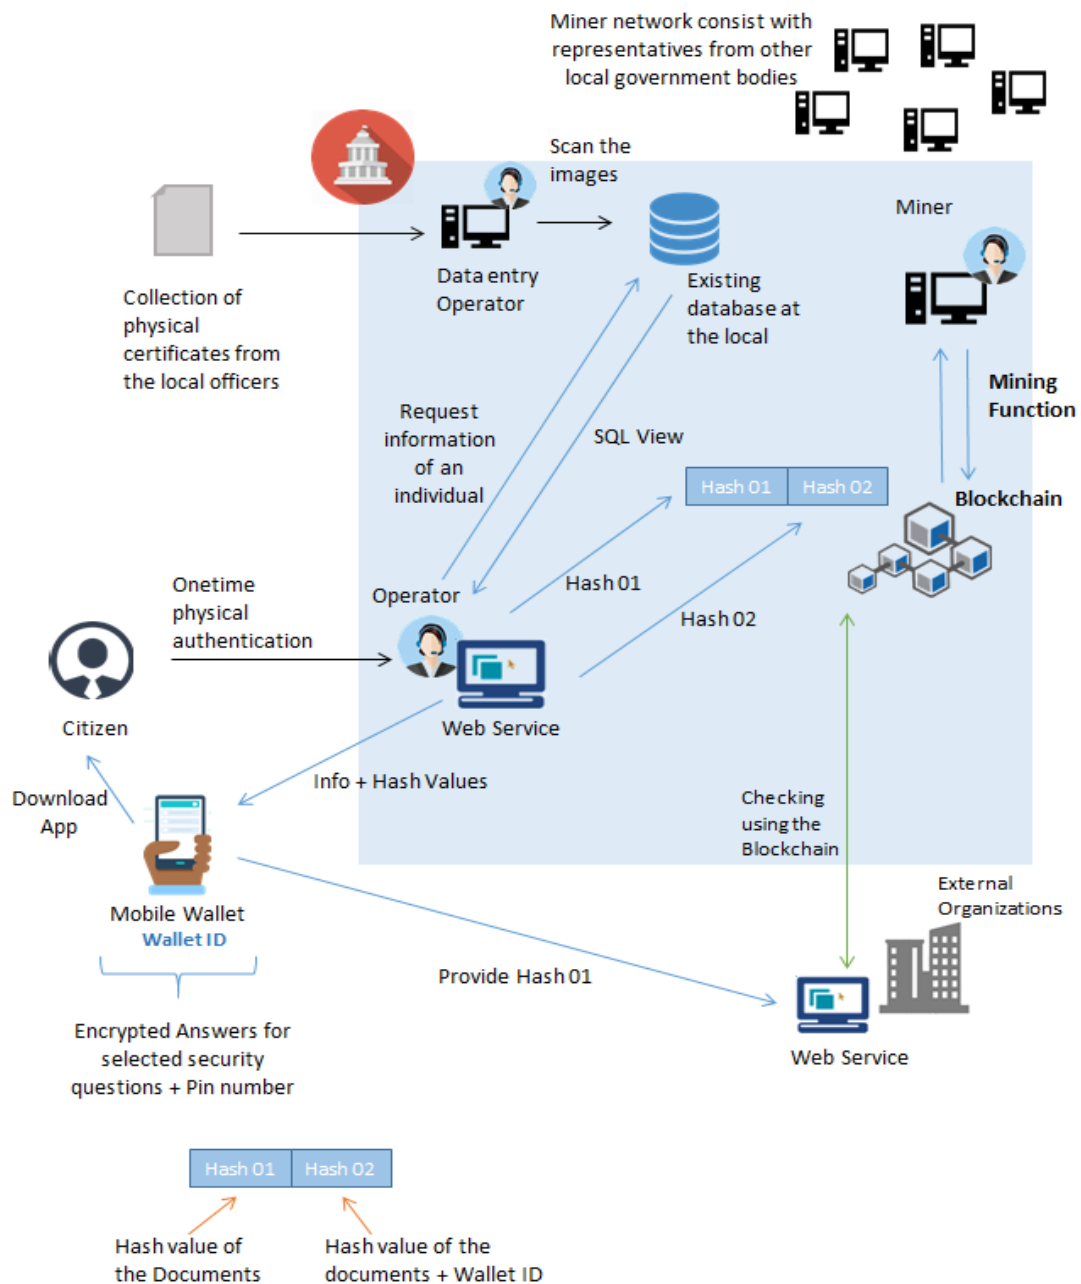 Miner network consist with
representatives from other
local government bodies
Scan the
images
Miner
Data entry
Operator
Existing
database at
the local
Collection of
physical
certificates from
the local officers
Mining
Function
Request
information
of an
individual
SQL View
Hash 01
Hash 02
Blockchain
Onetime
physical
authentication
Operator
Hash 01
Hash 02
Citizen
Web Service
Info + Hash Values
Download
App
Checking
using the
Blockchain
External
Organizations
Mobile Wallet
Wallet ID
Provide Hash 01
Web Service
Encrypted Answers for
selected security
questions + Pin number
Hash 01
Hash 02
Hash value of
the Documents
Hash value of the
documents + Wallet ID